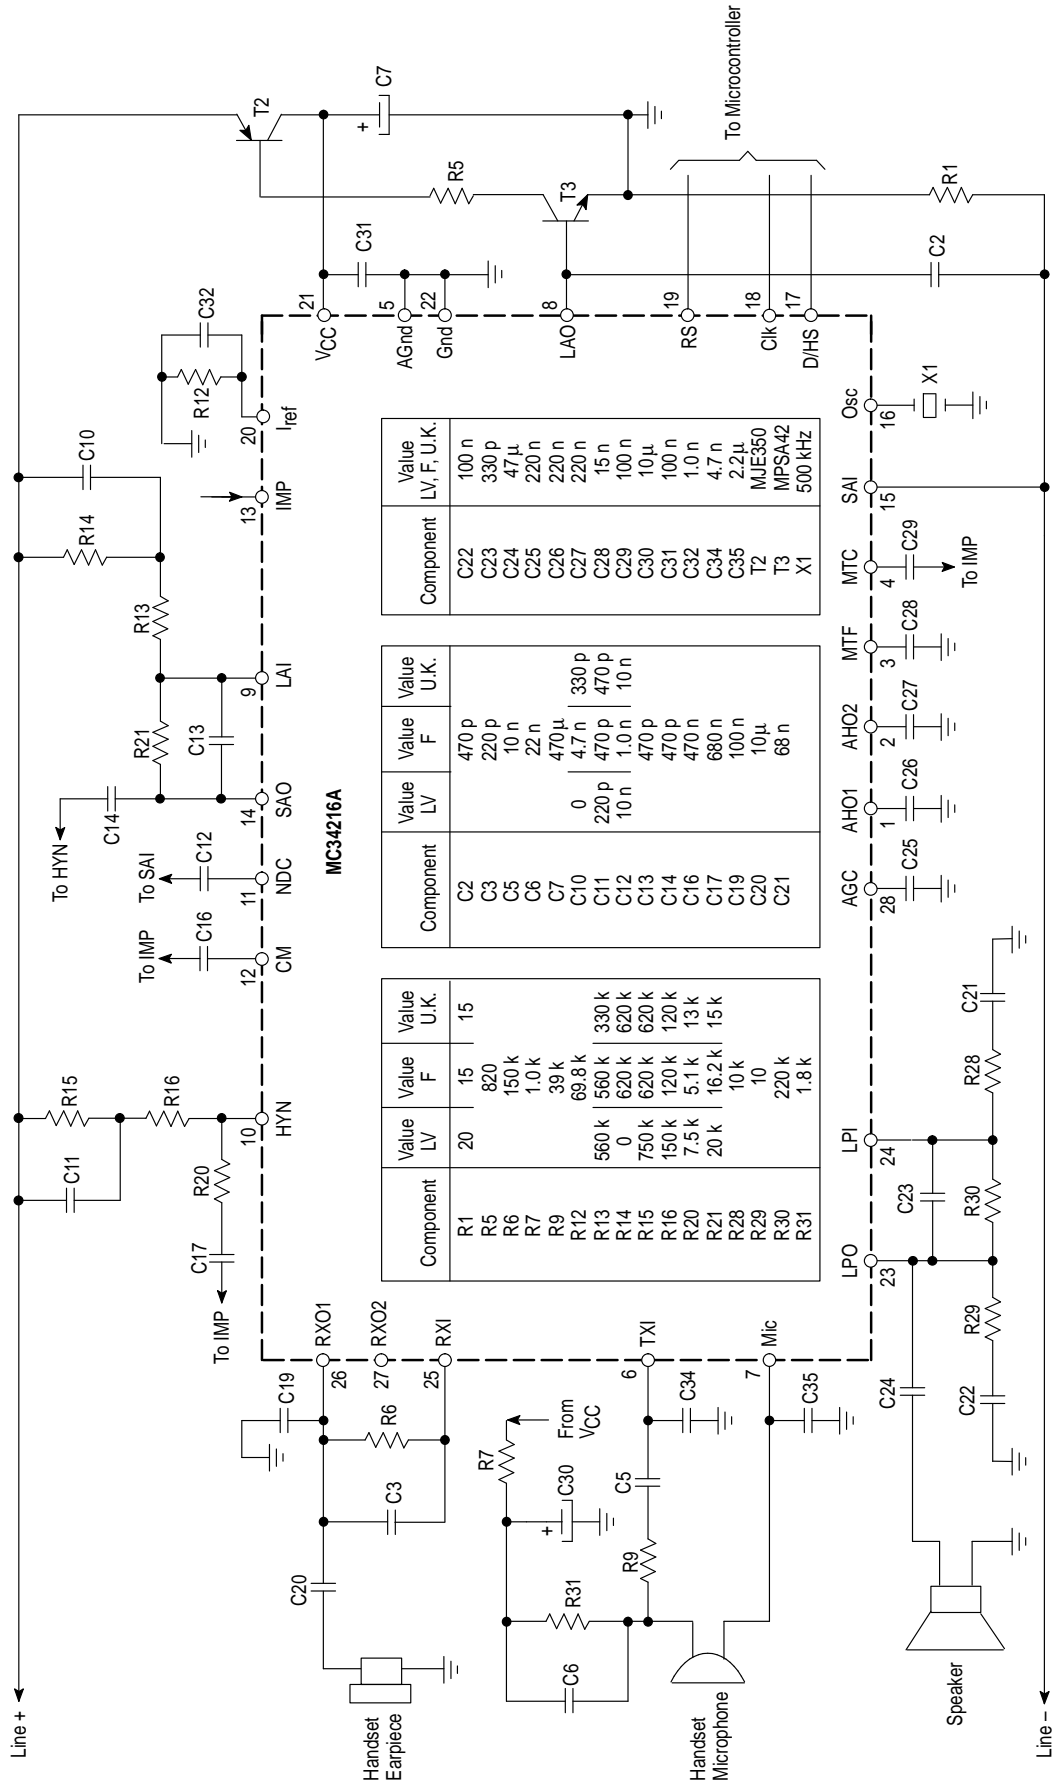 Line +
C11
R15
R16
R20
C17
To IMP
To IMP
C16
To SAI
C12
To HYN
C14
R21
C13
R13
R14
C10
R12
C32
T2
C7
+
10
HYN
12
CM
11
NDC
14
SAO
9
LAI
13
IMP
20
Iref
MC34216A
Handset
Earpiece
C20
C19
C3
R6
26
RXO1
27
RXO2
25
RXI
Handset
Microphone
C6
R31
R7
From
VCC
C30
+
R9
C5
C34
C35
6
TXI
7
Mic
Component Value LV Value F Value U.K.
R1 20 15 15
R5 820
R6 150 k
R7 1.0 k
R9 39 k
R12 69.8 k
R13 560 k 560 k 330 k
R14 0 620 k 620 k
R15 750 k 620 k 620 k
R16 150 k 120 k 120 k
R20 7.5 k 5.1 k 13 k
R21 20 k 16.2 k 15 k
R28 10 k
R29 10
R30 220 k
R31 1.8 k
Component Value LV Value F Value U.K.
C2 470 p
C3 220 p
C5 10 n
C6 22 n
C7 470µ
C10 0 4.7 n 330 p
C11 220 p 470 p 470 p
C12 10 n 1.0 n 10 n
C13 470 p
C14 470 p
C16 470 n
C17 680 n
C19 100 n
C20 10µ
C21 68 n
Component Value LV, F, U.K.
C22 100 n
C23 330 p
C24 47µ
C25 220 n
C26 220 n
C27 220 n
C28 15 n
C29 100 n
C30 10µ
C31 100 n
C32 1.0 n
C34 4.7 n
C35 2.2µ
T2 MJE350
T3 MPSA42
X1 500 kHz
VCC
21
C31
AGnd
5
Gnd
22
R5
LAO
8
T3
RS
19
Clk
18
D/HS
17
To Microcontroller
LPO
23
LPI
24
AGC
28
AHO1
1
AHO2
2
MTF
3
MTC
4
SAI
15
Osc
16
C24
C22
R29
C23
R30
R28
C21
C25
C26
C27
C28
C29
To IMP
X1
C2
R1
Speaker
Line –